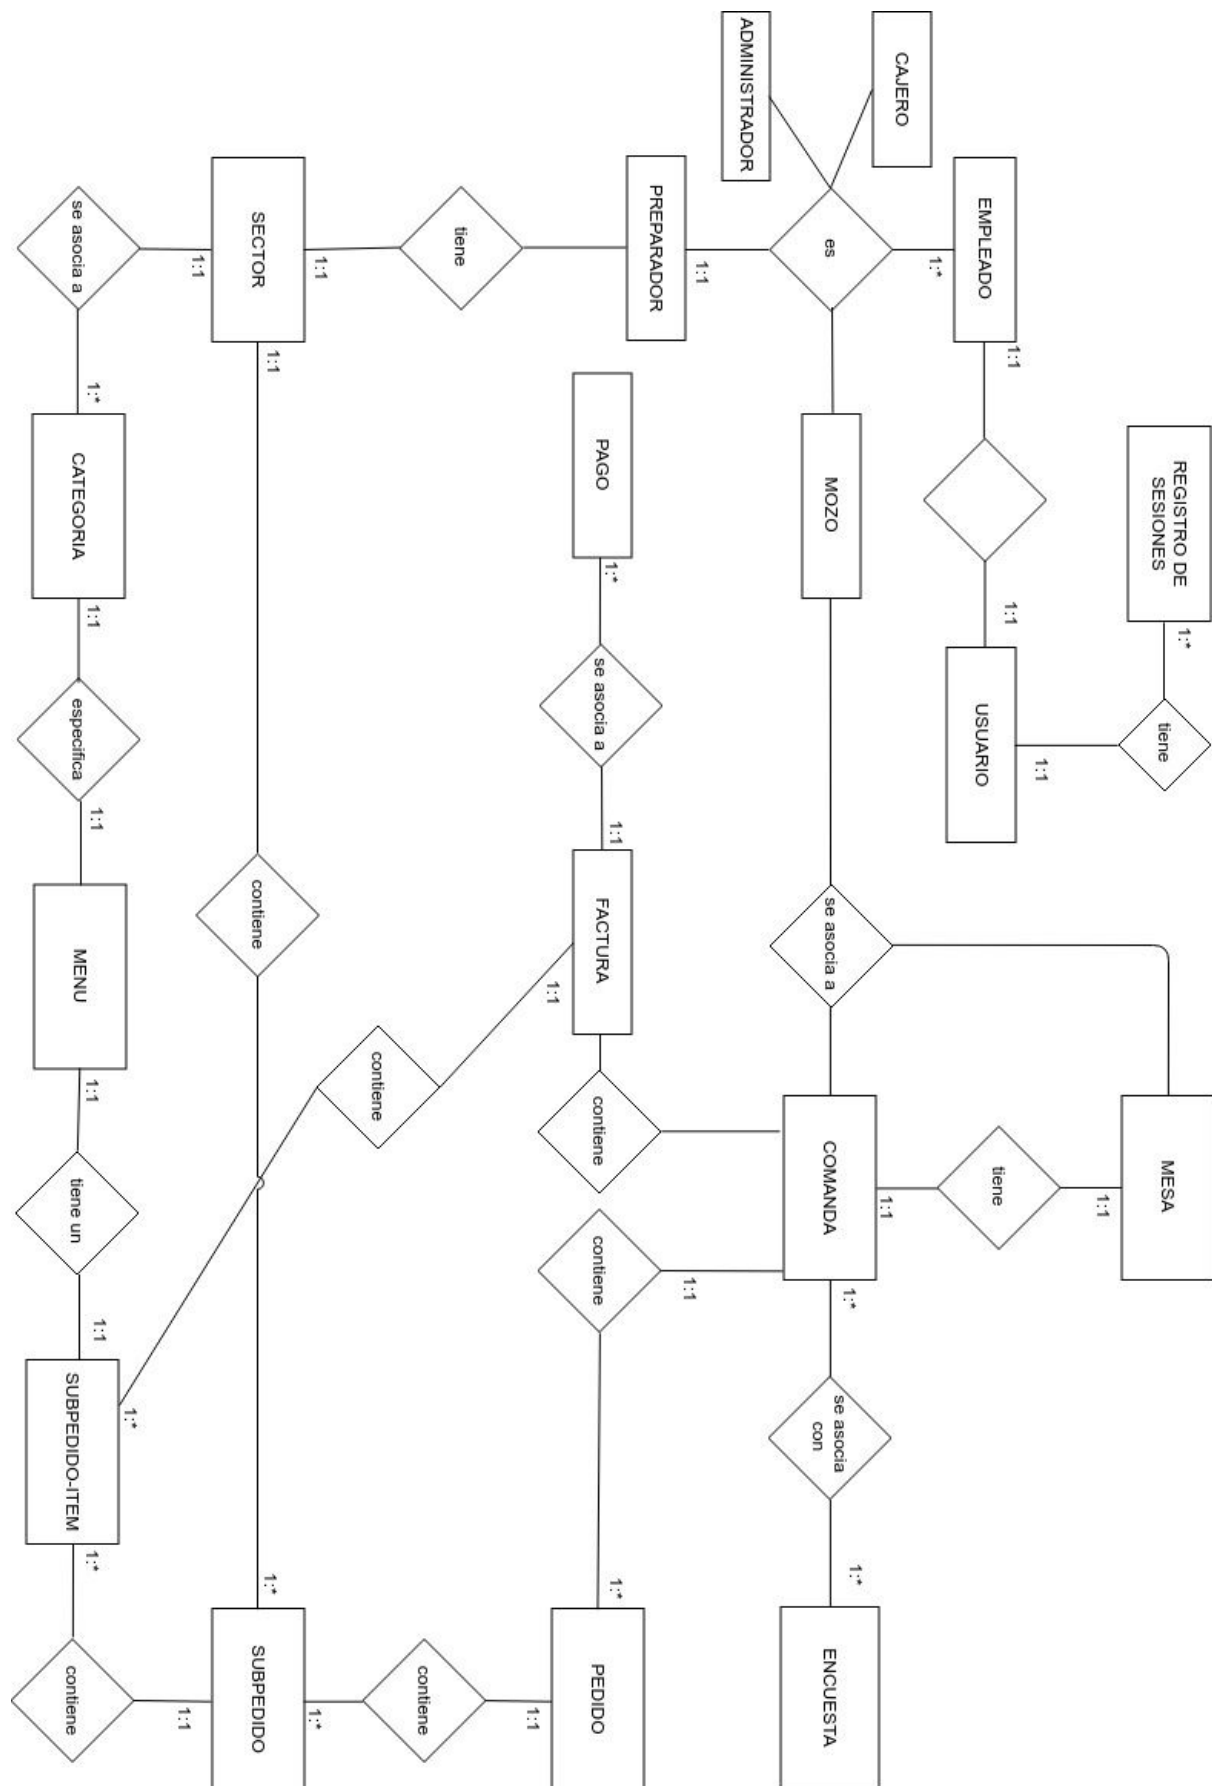 REGISTRO DE
SESIONES
1:*
tiene
MESA
1:1
1:1
1:1
1:1
tiene
EMPLEADO
USUARIO
1:*
CAJERO
1:1
1:*
1:*
es
MOZO
se asocia a
COMANDA
se asocia
con
ENCUESTA
ADMINISTRADOR
1:1
1:1
PREPARADOR
1:*
1:1
1:*
PAGO
se asocia a
FACTURA
contiene
contiene
PEDIDO
1:1
1:1
tiene
contiene
contiene
1:1
1:*
1:1
1:*
SECTOR
contiene
SUBPEDIDO
1:1
1:1
1:*
1:*
1:1
1:1
1:1
1:1
1:*
se asocia a
CATEGORIA
especifica
MENU
tiene un
SUBPEDIDO-ITEM
contiene